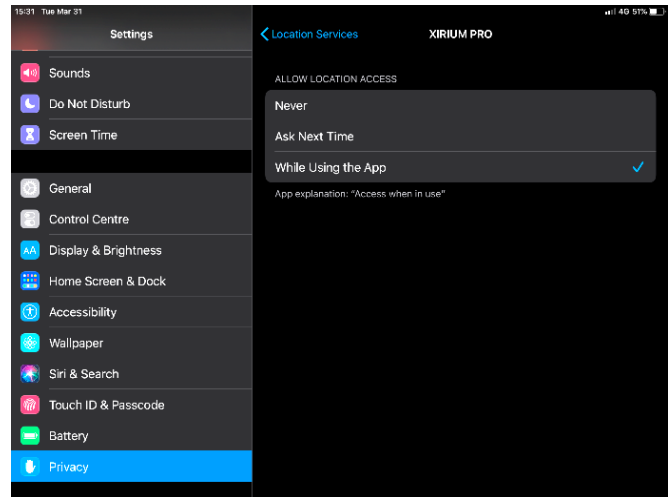 15:31 Tue Mar 31
4G 51%
Settings
Sounds
Do Not Disturb
Screen Time
General
Control Centre
AA Display & Brightness
Home Screen & Dock
Accessibility
Wallpaper
Siri & Search
Touch ID & Passcode
Battery
Privacy
Location Services XIRIUM PRO
ALLOW LOCATION ACCESS
Never
Ask Next Time
While Using the App
App explanation: “Access when in use”